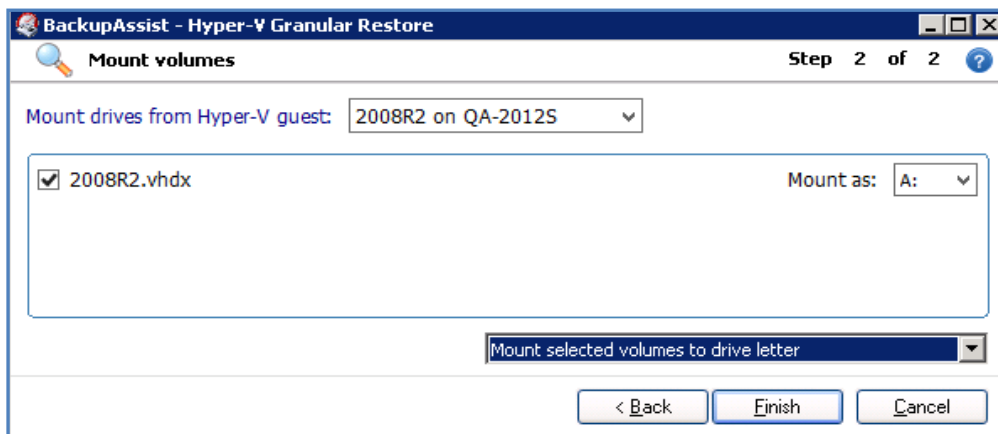 BackupAssist - Hyper-V Granular Restore
Mount volumes Step 2 of 2 ?
Mount drives from Hyper-V guest: 2008R2 on QA-2012S
2008R2.vhdx Mount as: A:
Mount selected volumes to drive letter
< Back Finish Cancel